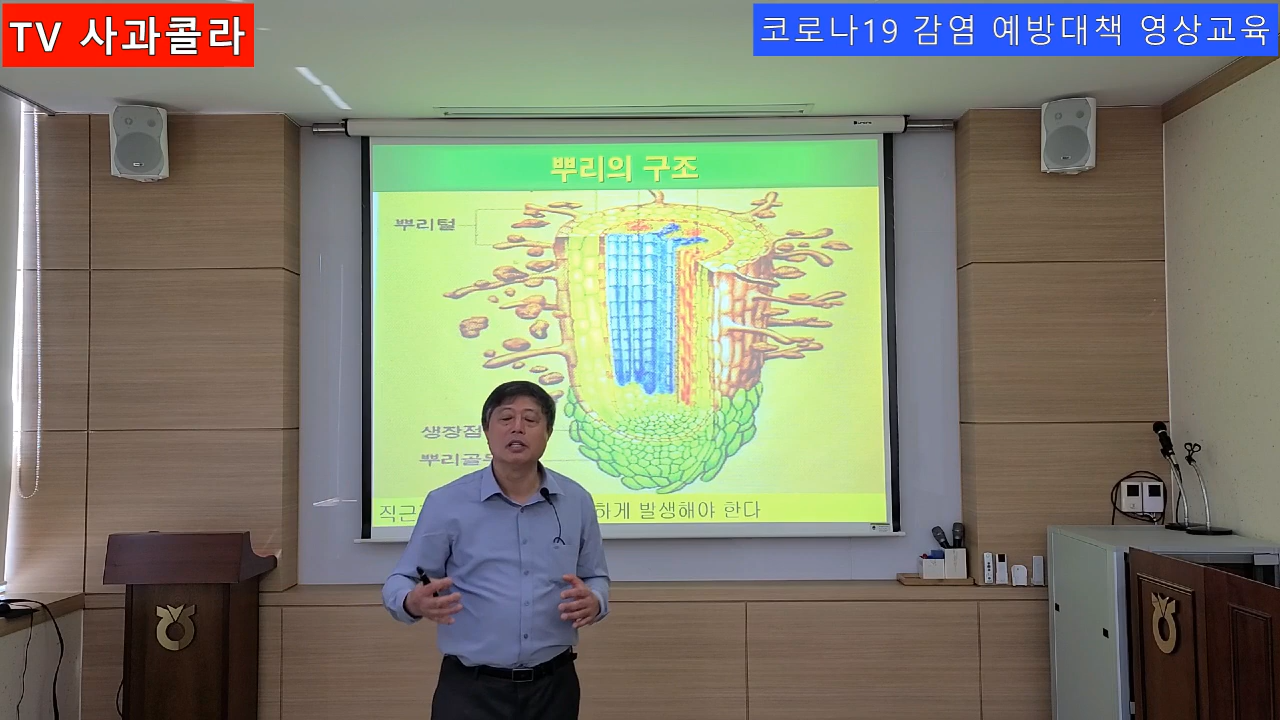 TV 사과콜라
코로나19 감염 예방대책 영상교육
뿌리의 구조
뿌리털
생장점
뿌리골
직근
하게 발생해야 한다